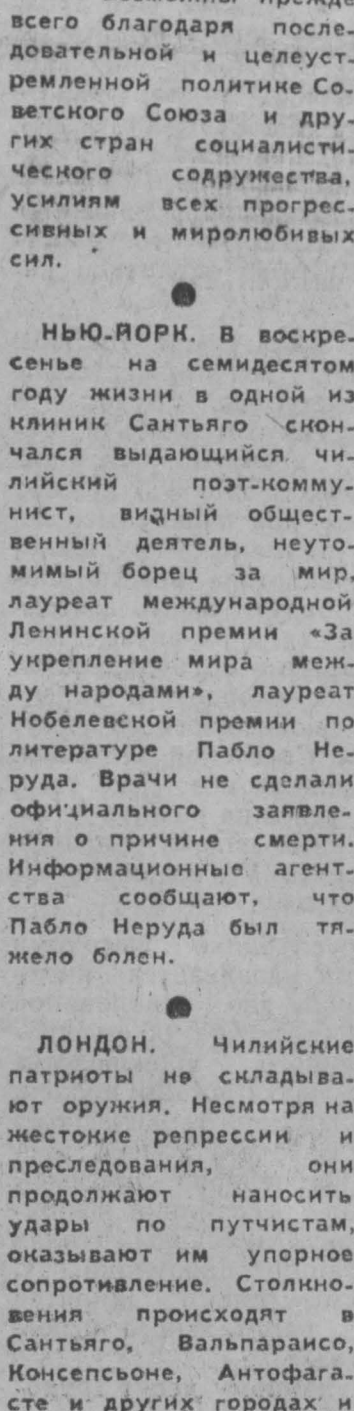 прежде
всего благодаря после-
довательной и целеуст-
ремленной политике Со-
ветского Союза и дру-
гих стран социалисти-
ческого содружества,
усилиям всех прогрес-
сивных и миролюбивых
сил.
НЬЮ-ЙОРК. В воскре-
сенье на семидесятом
году жизни в одной из
клиник Сантьяго скон-
чался выдающийся чи-
лийский поэт-комму-
нист, видный общест-
венный деятель, неуто-
мимый борец за мир,
лауреат международной
Ленинской премии «За
укрепление мира меж-
ду народами», лауреат
Нобелевской премии по
литературе Пабло Не-
руда. Врачи не сделали
официального заявле-
ния о причине смерти.
Информационные агент-
ства сообщают, что
Пабло Неруда был тя-
жело болен.
ЛОНДОН. Чилийские
патриоты не складыва-
ют оружия. Несмотря на
жестокие репрессии и
преследования, они
продолжают наносить
удары по путчистам,
оказывают им упорное
сопротивление. Столкно-
вения происходят в
Сантьяго, Вальпараисо,
Консепсьоне, Антофага-
сте и других городах и